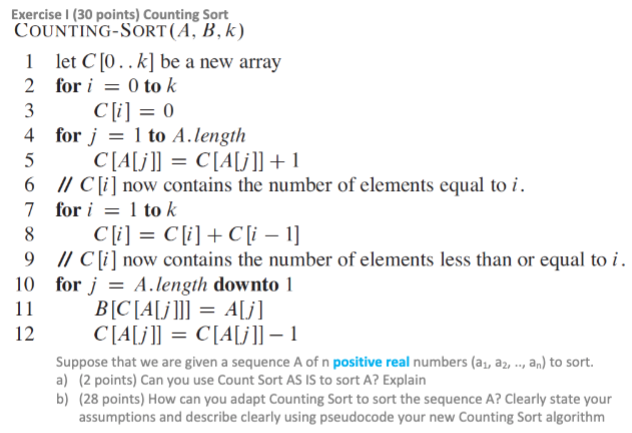 Exercise I (30 points) Counting Sort
COUNTING-SORT(A, B, k)
1 let C[0..k] be a new array
2 for i = 0 to k
3 C[i] = 0
4 for j = 1 to A.length
5 C[A[j]] = C[A[j]] + 1
6 // C[i] now contains the number of elements equal to i.
7 for i = 1 to k
8 C[i] = C[i] + C[i − 1]
9 // C[i] now contains the number of elements less than or equal to i.
10 for j = A.length downto 1
11 B[C[A[j]]] = A[j]
12 C[A[j]] = C[A[j]] − 1
Suppose that we are given a sequence A of n positive real numbers (a₁, a₂, .., aₙ) to sort.
a) (2 points) Can you use Count Sort AS IS to sort A? Explain
b) (28 points) How can you adapt Counting Sort to sort the sequence A? Clearly state your
assumptions and describe clearly using pseudocode your new Counting Sort algorithm